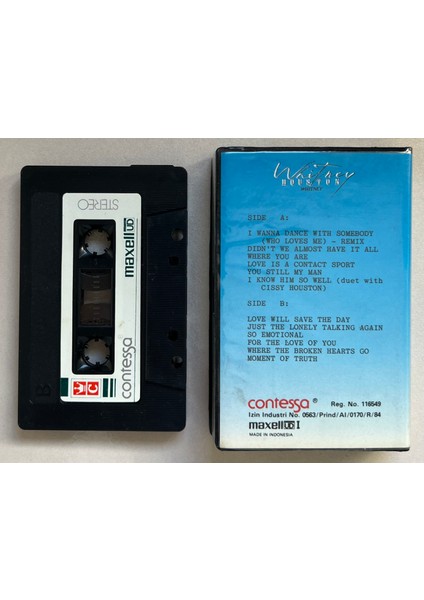 STEREO
maxell UD
contessa
C
B
Whitney
HOUSTON
WHITNEY
SIDE A:
I WANNA DANCE WITH SOMEBODY
(WHO LOVES ME) - REMIX
DIDN'T WE ALMOST HAVE IT ALL
WHERE YOU ARE
LOVE IS A CONTACT SPORT
YOU STILL MY MAN
I KNOW HIM SO WELL (duet with
CISSY HOUSTON)
SIDE B:
LOVE WILL SAVE THE DAY
JUST THE LONELY TALKING AGAIN
SO EMOTIONAL
FOR THE LOVE OF YOU
WHERE THE BROKEN HEARTS GO
MOMENT OF TRUTH
contessa ® Reg. No. 116549
Izin Industri No. 0563/Prind/AI/0170/R/84
maxell UD I
MADE IN INDONESIA